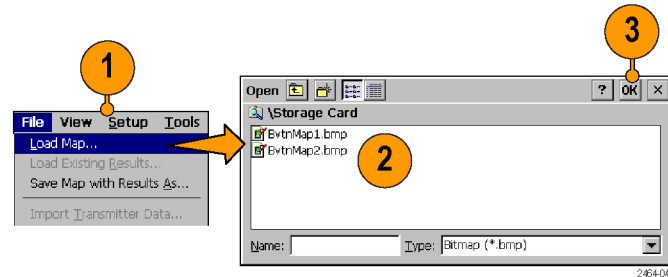 1
3
Open
?
OK
×
\Storage Card
File View Setup Tools
Load Map...
Load Existing Results...
Save Map with Results As...
Import Transmitter Data...
BvtnMap1.bmp
BvtnMap2.bmp
2
Name:
Type: Bitmap (*.bmp)
2464-04